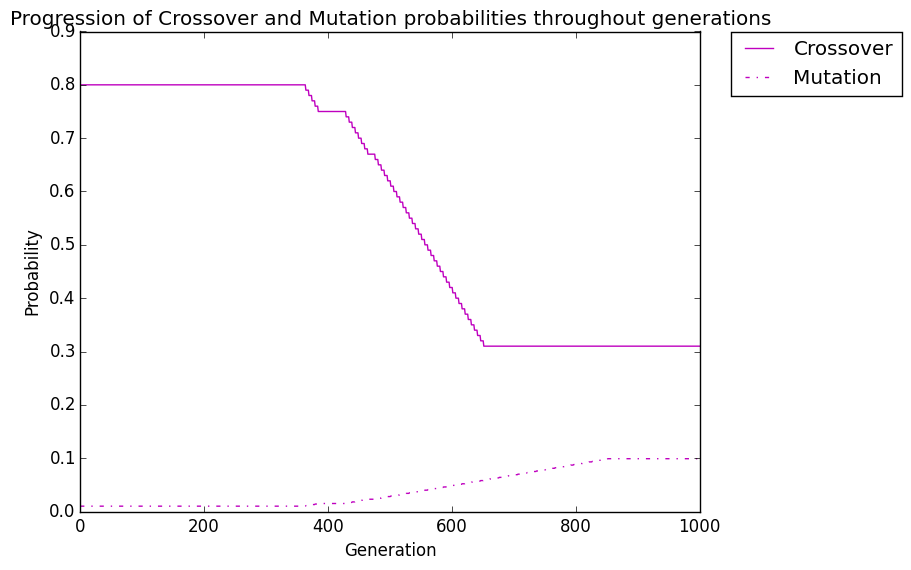 Progression of Crossover and Mutation probabilities throughout generations
Crossover
Mutation
0.9
0.8
0.7
0.6
0.5
0.4
0.3
0.2
0.1
0.0
Probability
0 200 400 600 800 1000
Generation